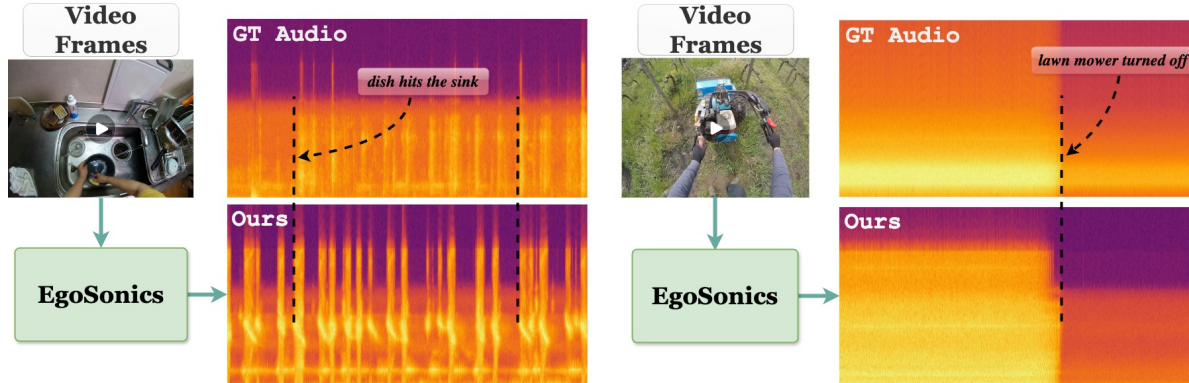 Video
Frames
GT Audio
dish hits the sink
Ours
EgoSonics
Video
Frames
GT Audio
lawn mower turned off
Ours
EgoSonics